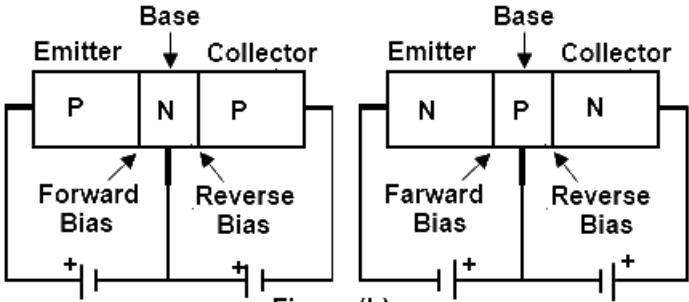 Base
Emitter Collector
P N P
Forward Bias
Reverse Bias
+ +
Base
Emitter Collector
N P N
Farward Bias
Reverse Bias
+ +